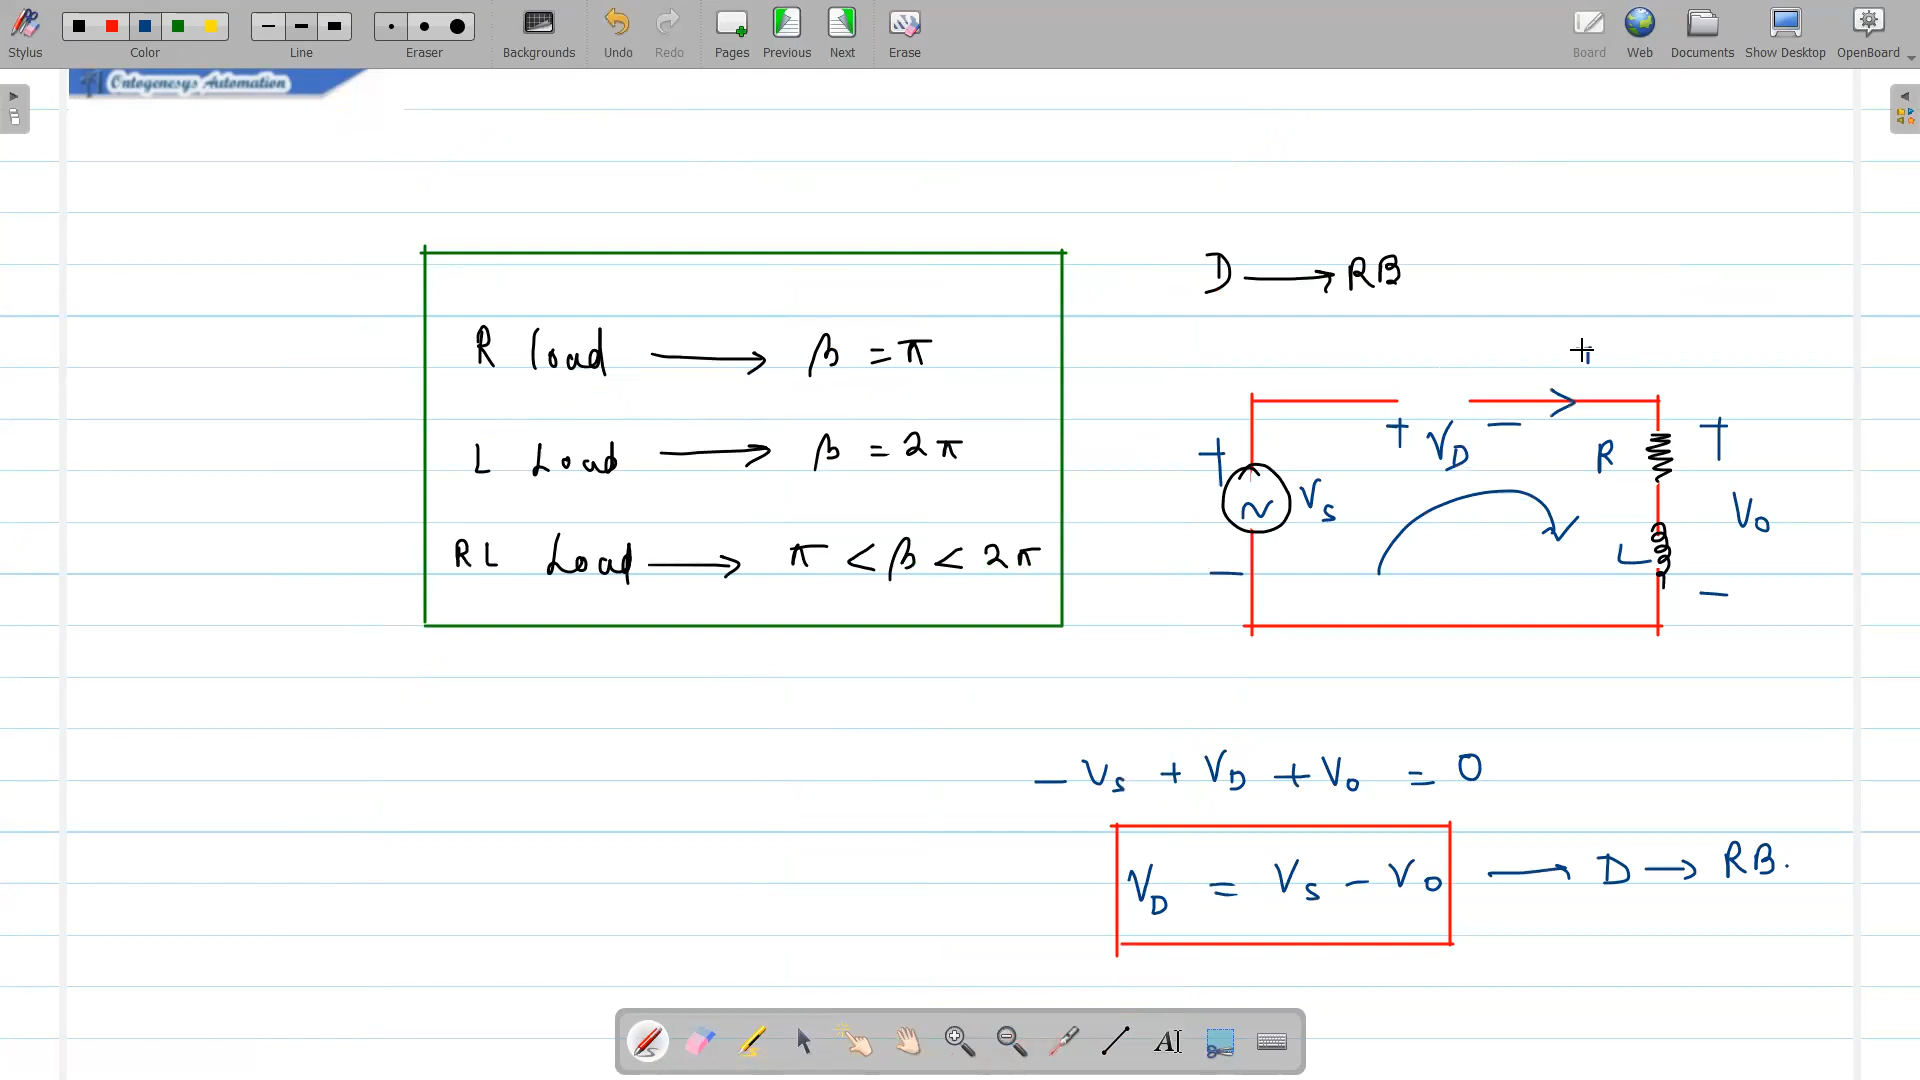 Stylus Color Line Eraser Backgrounds Undo Redo Pages Previous Next Erase Board Web Documents Show Desktop OpenBoard
Ontogenesys Automation
R load → β = π
L Load → β = 2π
RL Load → π < β < 2π
D → RB
+ V_D −
+ R +
V_s V_o
L
− −
− V_s + V_D + V_o = 0
V_D = V_s − V_o → D → RB.